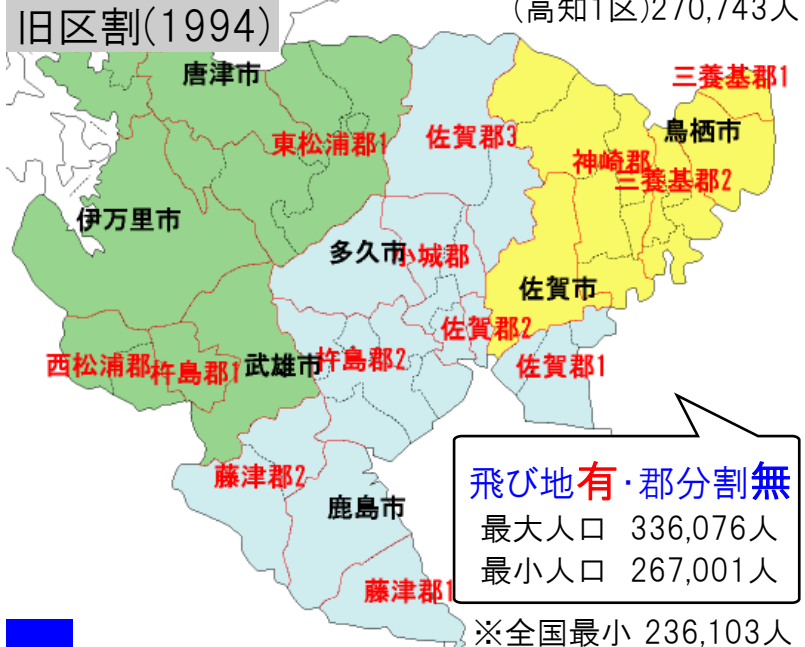 旧区割(1994)
(高知1区)270,743人
唐津市
三養基郡1
東松浦郡1
佐賀郡3
鳥栖市
神崎郡
三養基郡2
伊万里市
多久市
小城郡
佐賀市
佐賀郡2
西松浦郡
杵島郡1
武雄市
杵島郡2
佐賀郡1
藤津郡2
鹿島市
藤津郡1
飛び地有・郡分割無
最大人口 336,076人
最小人口 267,001人
※全国最小 236,103人